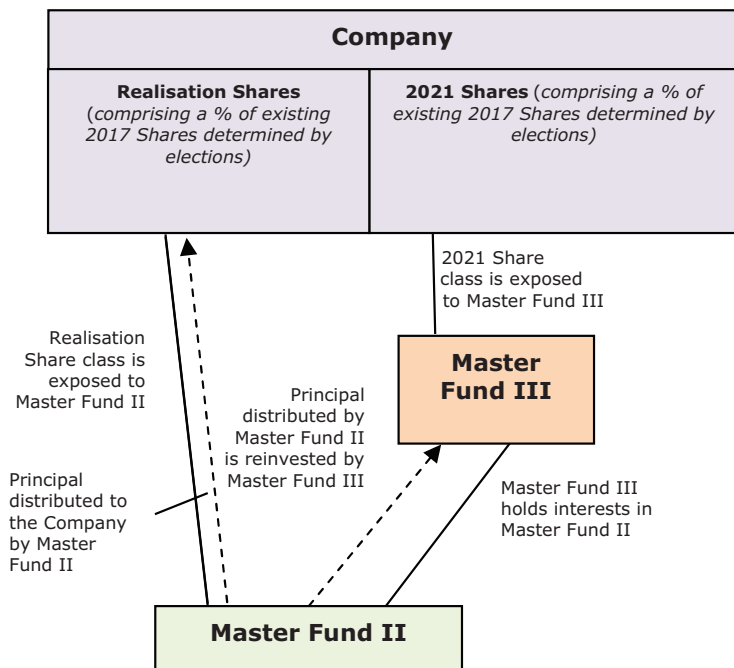 Company
Realisation Shares
(comprising a % of existing
2017 Shares determined by
elections)
2021 Shares (comprising a % of
existing 2017 Shares determined by
elections)
2021 Share
class is exposed
to Master Fund III
Realisation
Share class is
exposed to
Master Fund II
Master
Fund III
Principal
distributed by
Master Fund II
is reinvested by
Master Fund III
Principal
distributed to
the Company
by Master
Fund II
Master Fund III
holds interests in
Master Fund II
Master Fund II